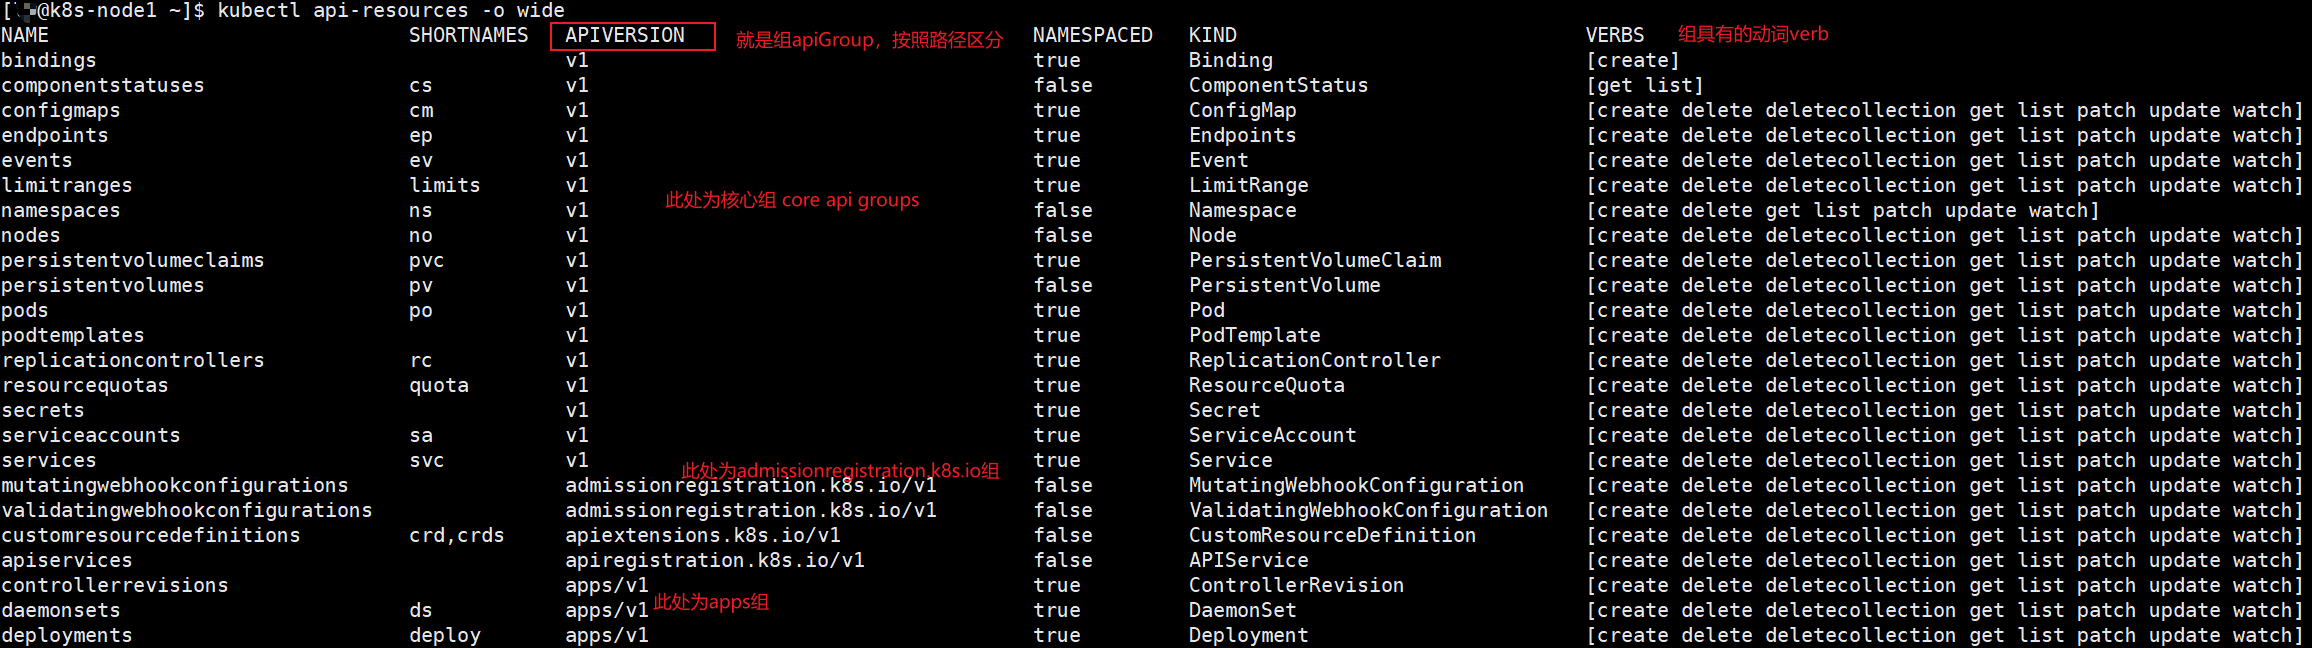 [@k8s-node1 ~]$ kubectl api-resources -o wide
NAME SHORTNAMES APIVERSION 就是组apiGroup，按照路径区分 NAMESPACED KIND VERBS 组具有的动词verb
bindings v1 true Binding [create]
componentstatuses cs v1 false ComponentStatus [get list]
configmaps cm v1 true ConfigMap [create delete deletecollection get list patch update watch]
endpoints ep v1 true Endpoints [create delete deletecollection get list patch update watch]
events ev v1 true Event [create delete deletecollection get list patch update watch]
limitranges limits v1 true LimitRange [create delete deletecollection get list patch update watch]
此处为核心组 core api groups
namespaces ns v1 false Namespace [create delete get list patch update watch]
nodes no v1 false Node [create delete deletecollection get list patch update watch]
persistentvolumeclaims pvc v1 true PersistentVolumeClaim [create delete deletecollection get list patch update watch]
persistentvolumes pv v1 false PersistentVolume [create delete deletecollection get list patch update watch]
pods po v1 true Pod [create delete deletecollection get list patch update watch]
podtemplates v1 true PodTemplate [create delete deletecollection get list patch update watch]
replicationcontrollers rc v1 true ReplicationController [create delete deletecollection get list patch update watch]
resourcequotas quota v1 true ResourceQuota [create delete deletecollection get list patch update watch]
secrets v1 true Secret [create delete deletecollection get list patch update watch]
serviceaccounts sa v1 true ServiceAccount [create delete deletecollection get list patch update watch]
services svc v1 true Service [create delete deletecollection get list patch update watch]
此处为admissionregistration.k8s.io组
mutatingwebhookconfigurations admissionregistration.k8s.io/v1 false MutatingWebhookConfiguration [create delete deletecollection get list patch update watch]
validatingwebhookconfigurations admissionregistration.k8s.io/v1 false ValidatingWebhookConfiguration [create delete deletecollection get list patch update watch]
customresourcedefinitions crd,crds apiextensions.k8s.io/v1 false CustomResourceDefinition [create delete deletecollection get list patch update watch]
apiservices apiregistration.k8s.io/v1 false APIService [create delete deletecollection get list patch update watch]
controllerrevisions apps/v1 true ControllerRevision [create delete deletecollection get list patch update watch]
daemonsets ds apps/v1 此处为apps组 true DaemonSet [create delete deletecollection get list patch update watch]
deployments deploy apps/v1 true Deployment [create delete deletecollection get list patch update watch]